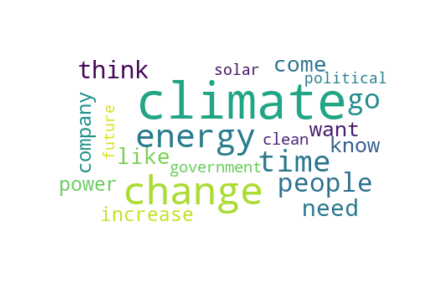 think
solar
come
political
climate
go
company
future
energy
clean
want
know
like
government
time
power
change
people
increase
need